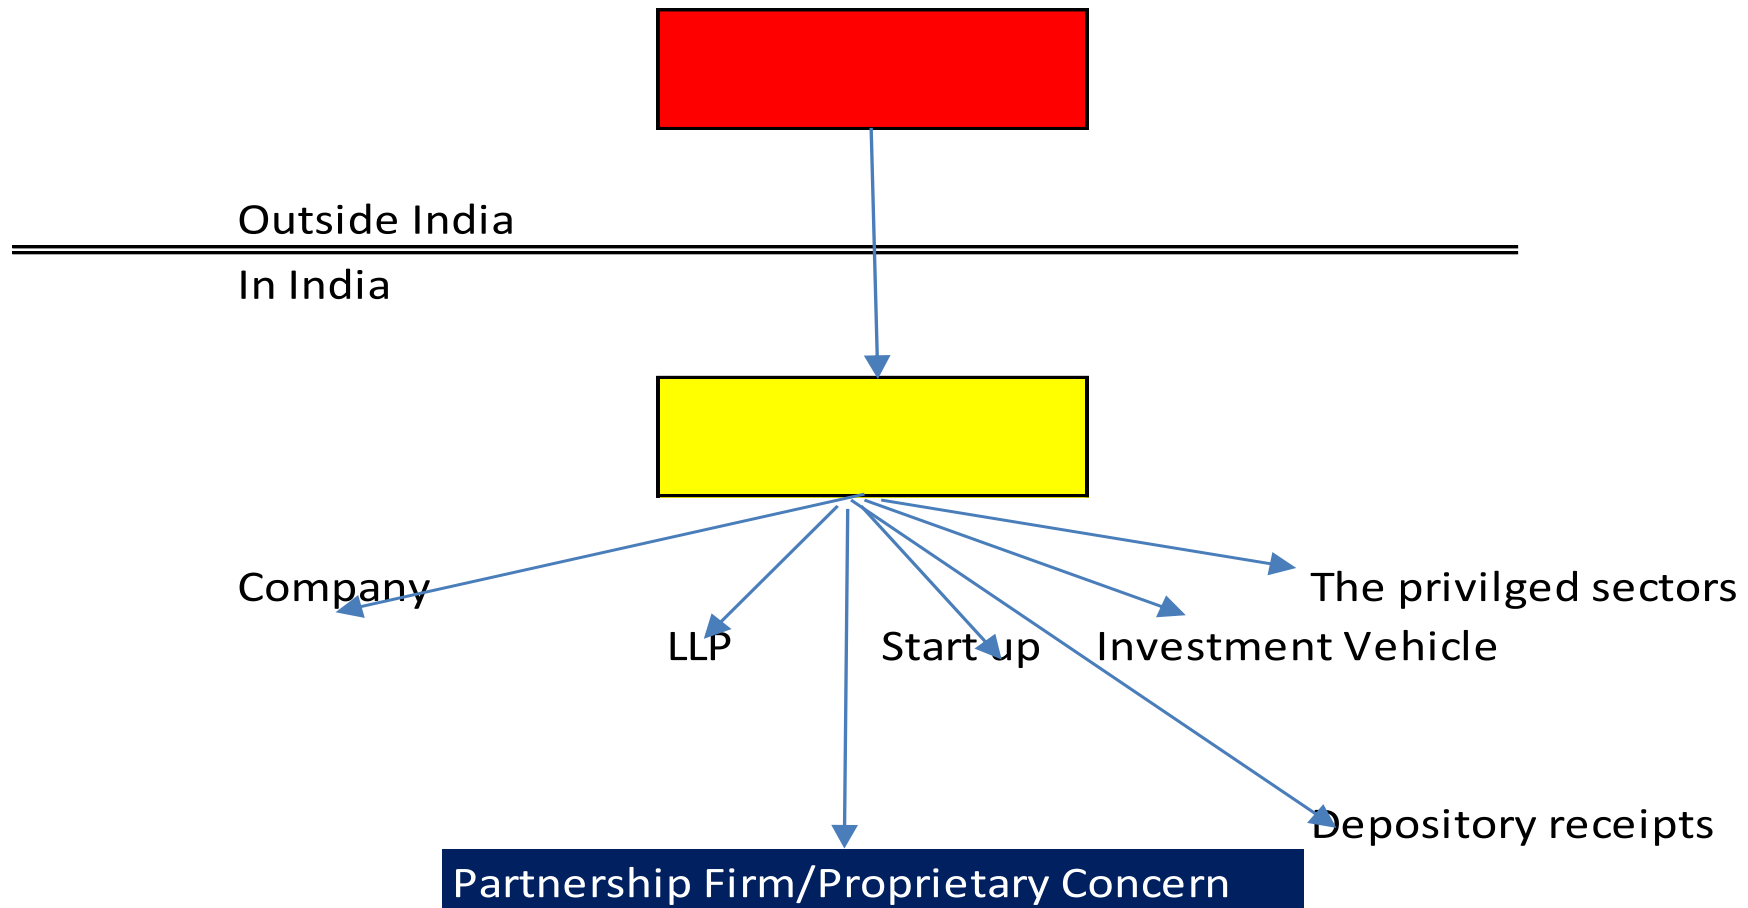 Outside India
In India
Company
The privilged sectors
LLP
Start up
Investment Vehicle
Depository receipts
Partnership Firm/Proprietary Concern